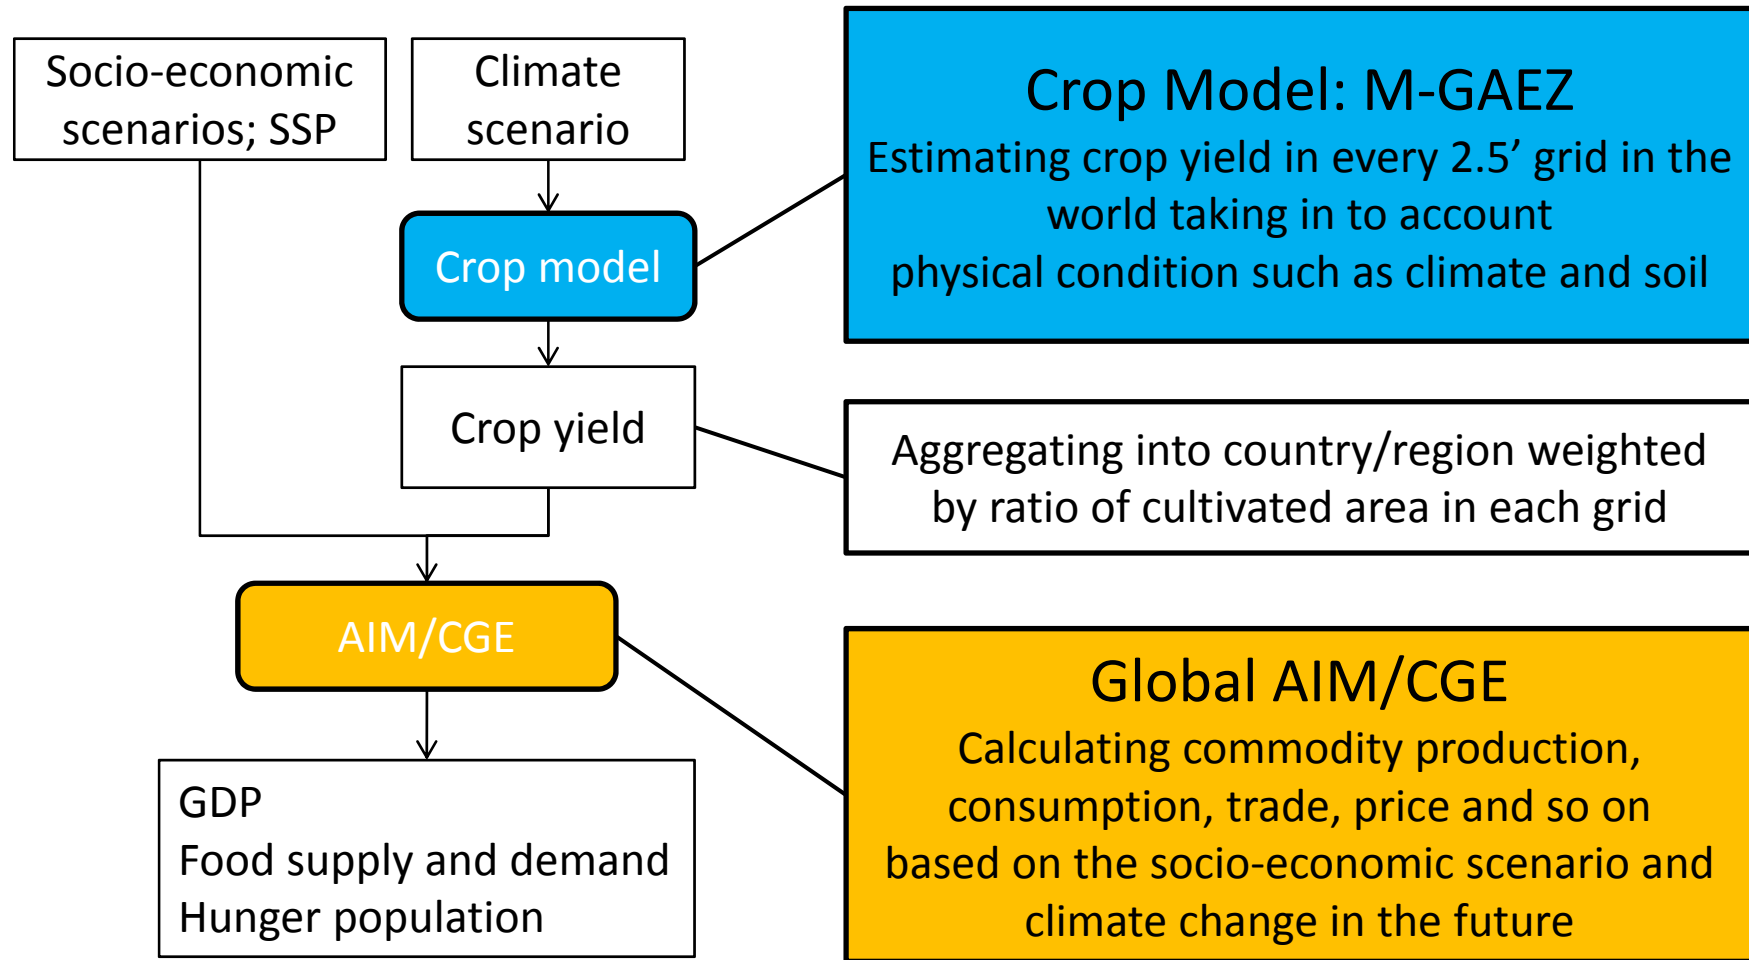 Socio-economic
scenarios; SSP
Climate
scenario
Crop model
Crop yield
AIM/CGE
GDP
Food supply and demand
Hunger population
Crop Model: M-GAEZ
Estimating crop yield in every 2.5’ grid in the
world taking in to account
physical condition such as climate and soil
Aggregating into country/region weighted
by ratio of cultivated area in each grid
Global AIM/CGE
Calculating commodity production,
consumption, trade, price and so on
based on the socio-economic scenario and
climate change in the future